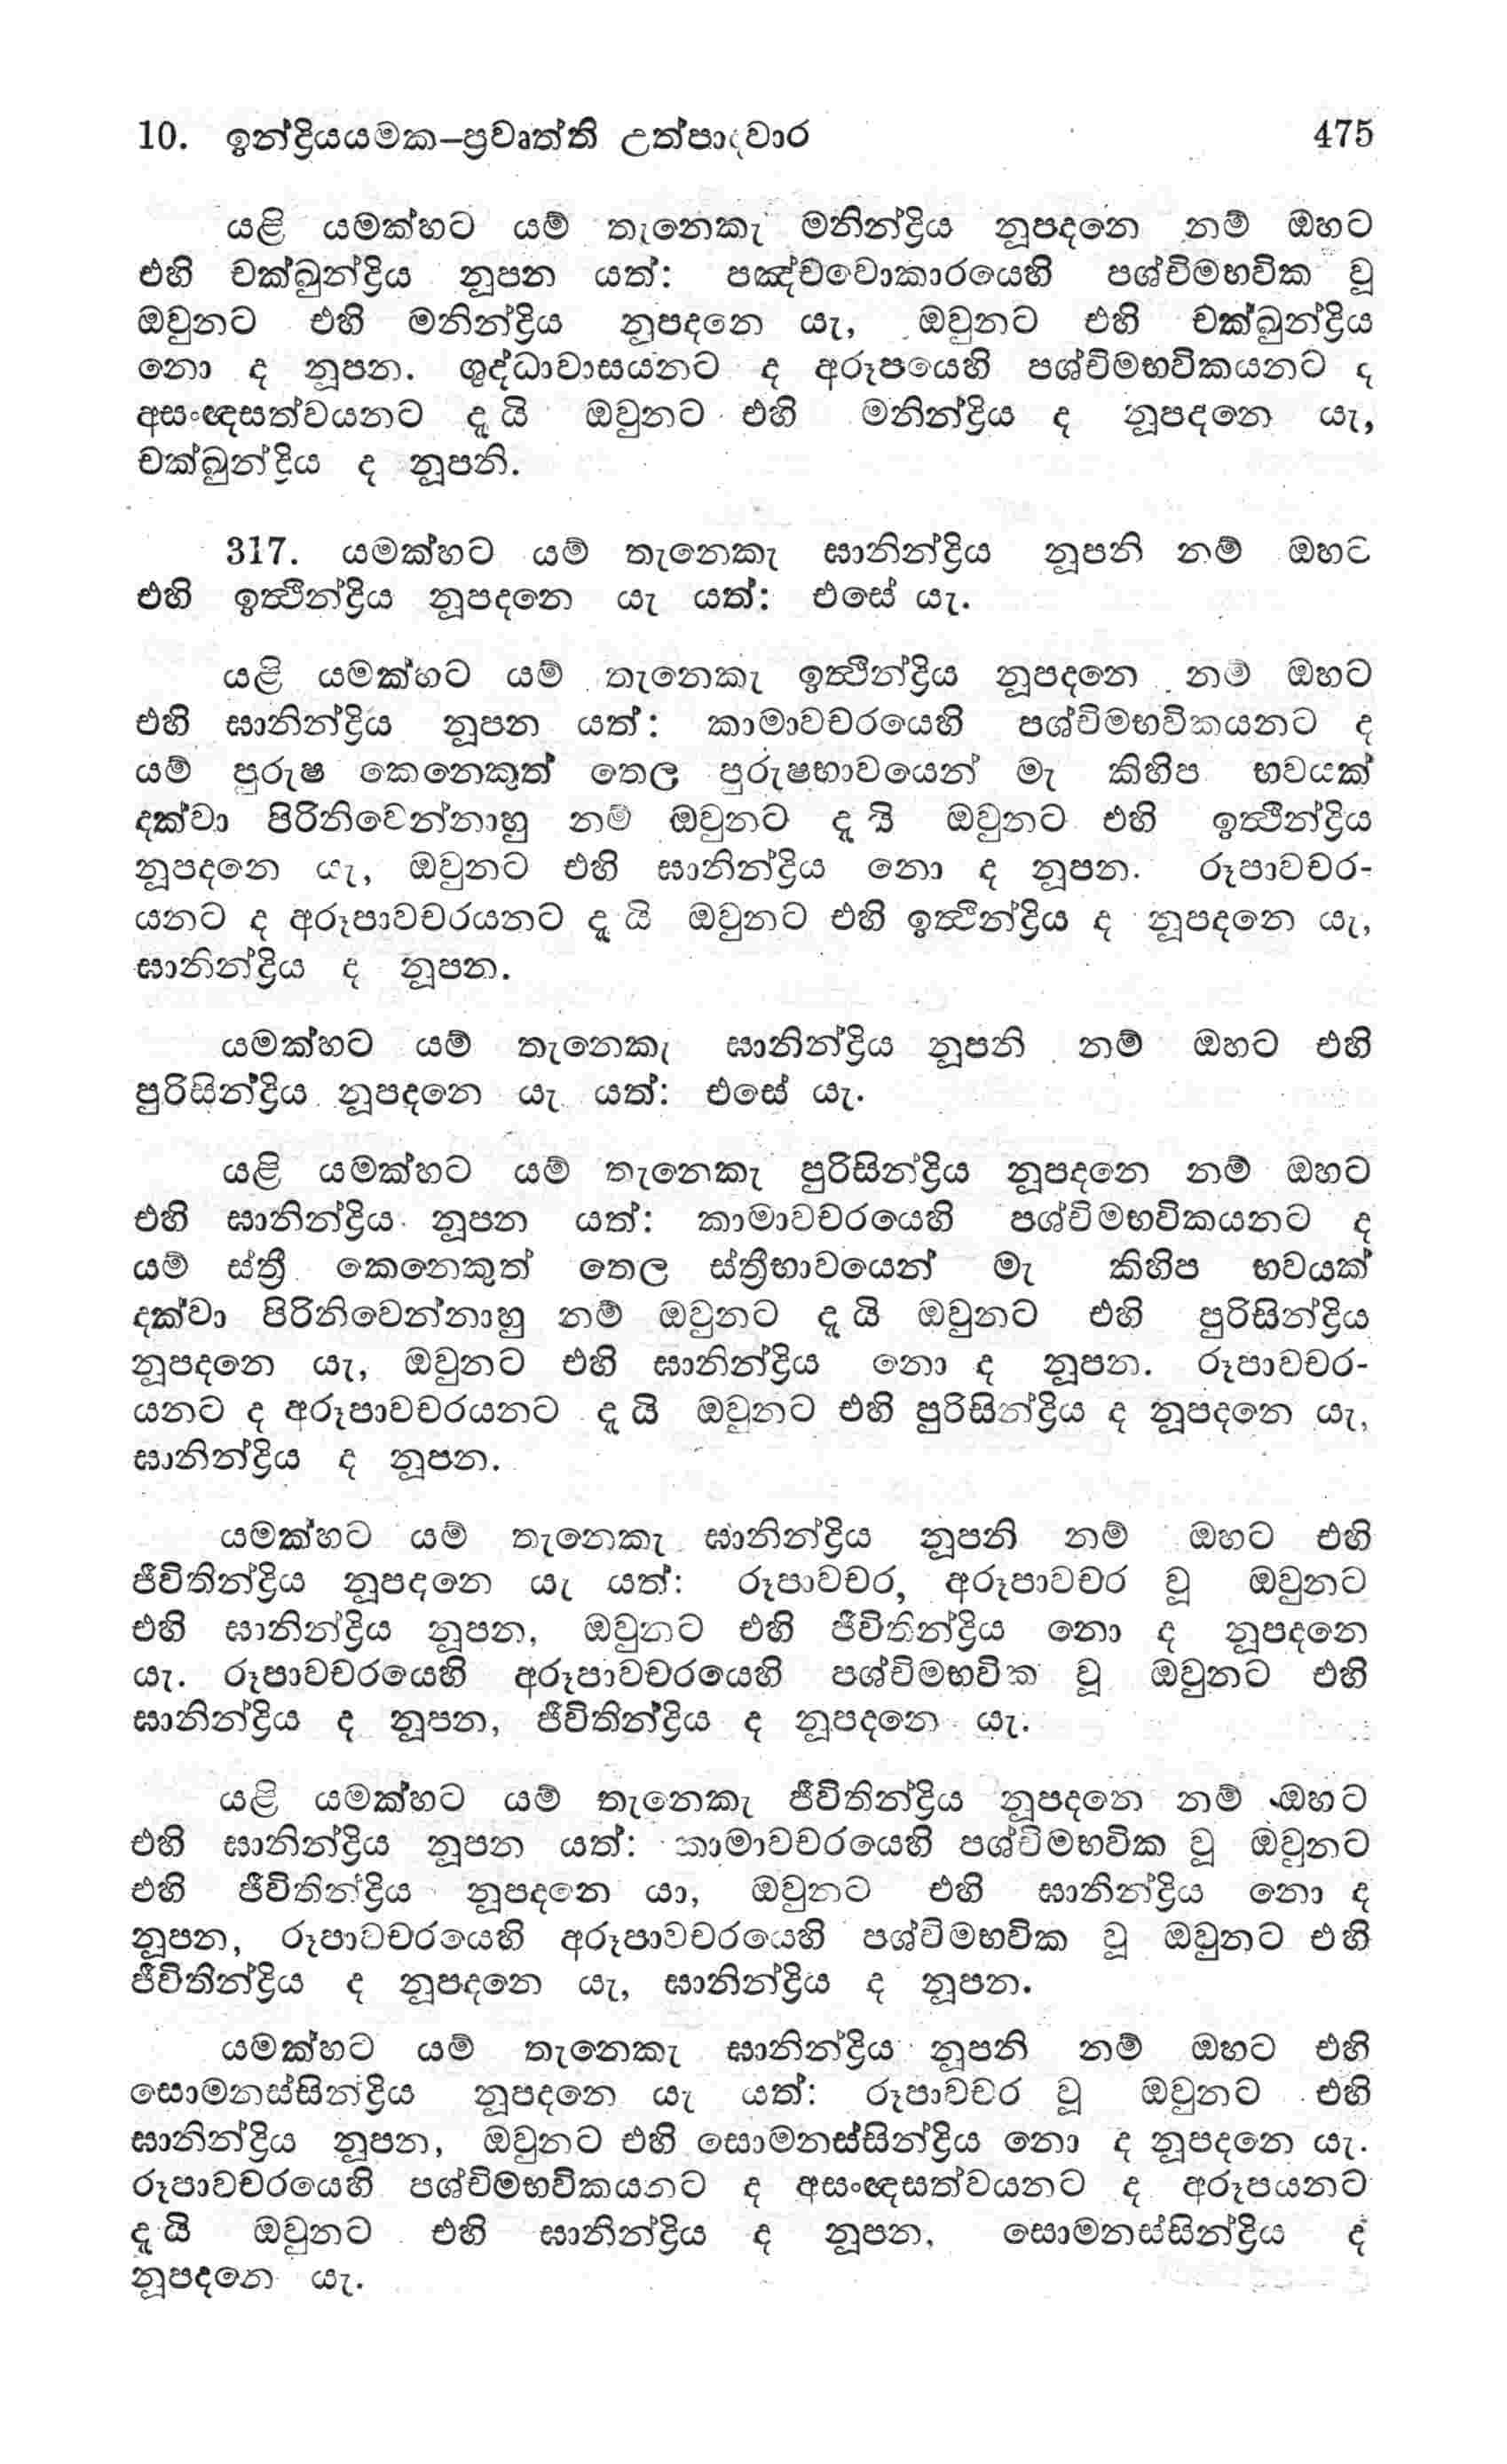 10. ඉන්ද්‍රියයමක–ප්‍රවෘත්ති උත්පාදවාර 475
යළි යමක්හට යම් තැනෙකැ මනින්ද්‍රිය නූපදනෙ නම් ඔහට
එහි චක්ඛුන්ද්‍රිය නූපන යත්: පඤ්චවොකාරයෙහි පශ්චිමභවික වූ
ඔවුනට එහි මනින්ද්‍රිය නූපදනෙ යැ, ඔවුනට එහි චක්ඛුන්ද්‍රිය
නො ද නූපන. ශුද්ධාවාසයනට ද අරූපයෙහි පශ්චිමභවිකයනට ද
අසංඥසත්වයනට ද යි ඔවුනට එහි මනින්ද්‍රිය ද නූපදනෙ යැ,
චක්ඛුන්ද්‍රිය ද නූපනි.
317. යමක්හට යම් තැනෙකැ ඝානින්ද්‍රිය නූපනි නම් ඔහට
එහි ඉත්‍ථින්ද්‍රිය නූපදනෙ යැ යත්: එසේ යැ.
යළි යමක්හට යම් තැනෙකැ ඉත්‍ථින්ද්‍රිය නූපදනෙ නම් ඔහට
එහි ඝානින්ද්‍රිය නූපන යත්: කාමාවචරයෙහි පශ්චිමභවිකයනට ද
යම් පුරුෂ කෙනෙකුත් තෙල පුරුෂභාවයෙන් මැ කිහිප භවයක්
දක්වා පිරිනිවෙන්නාහු නම් ඔවුනට දැ යි ඔවුනට එහි ඉත්‍ථින්ද්‍රිය
නූපදනෙ යැ, ඔවුනට එහි ඝානින්ද්‍රිය නො ද නූපන. රූපාවචර-
යනට ද අරූපාවචරයනට දැ යි ඔවුනට එහි ඉත්‍ථින්ද්‍රිය ද නූපදනෙ යැ,
ඝානින්ද්‍රිය ද නූපන.
යමක්හට යම් තැනෙකැ ඝානින්ද්‍රිය නූපනි නම් ඔහට එහි
පුරිසින්ද්‍රිය නූපදනෙ යැ යත්: එසේ යැ.
යළි යමක්හට යම් තැනෙකැ පුරිසින්ද්‍රිය නූපදනෙ නම් ඔහට
එහි ඝානින්ද්‍රිය නූපන යත්: කාමාවචරයෙහි පශ්චිමභවිකයනට ද
යම් ස්ත්‍රී කෙනෙකුත් තෙල ස්ත්‍රීභාවයෙන් මැ කිහිප භවයක්
දක්වා පිරිනිවෙන්නාහු නම් ඔවුනට දැ යි ඔවුනට එහි පුරිසින්ද්‍රිය
නූපදනෙ යැ, ඔවුනට එහි ඝානින්ද්‍රිය නො ද නූපන. රූපාවචර-
යනට ද අරූපාවචරයනට දැ යි ඔවුනට එහි පුරිසින්ද්‍රිය ද නූපදනෙ යැ,
ඝානින්ද්‍රිය ද නූපන.
යමක්හට යම් තැනෙකැ ඝානින්ද්‍රිය නූපනි නම් ඔහට එහි
ජීවිතින්ද්‍රිය නූපදනෙ යැ යත්: රූපාවචර, අරූපාවචර වූ ඔවුනට
එහි ඝානින්ද්‍රිය නූපන, ඔවුනට එහි ජීවිතින්ද්‍රිය නො ද නූපදනෙ
යැ. රූපාවචරයෙහි අරූපාවචරයෙහි පශ්චිමභවික වූ ඔවුනට එහි
ඝානින්ද්‍රිය ද නූපන, ජීවිතින්ද්‍රිය ද නූපදනෙ යැ.
යළි යමක්හට යම් තැනෙකැ ජීවිතින්ද්‍රිය නූපදනෙ නම් ඔහට
එහි ඝානින්ද්‍රිය නූපන යත්: කාමාවචරයෙහි පශ්චිමභවික වූ ඔවුනට
එහි ජීවිතින්ද්‍රිය නූපදනෙ යා, ඔවුනට එහි ඝානින්ද්‍රිය නො ද
නූපන, රූපාවචරයෙහි අරූපාවචරයෙහි පශ්චිමභවික වූ ඔවුනට එහි
ජීවිතින්ද්‍රිය ද නූපදනෙ යැ, ඝානින්ද්‍රිය ද නූපන.
යමක්හට යම් තැනෙකැ ඝානින්ද්‍රිය නූපනි නම් ඔහට එහි
සොමනස්සින්ද්‍රිය නූපදනෙ යැ යත්: රූපාවචර වූ ඔවුනට එහි
ඝානින්ද්‍රිය නූපන, ඔවුනට එහි සොමනස්සින්ද්‍රිය නො ද නූපදනෙ යැ.
රූපාවචරයෙහි පශ්චිමභවිකයනට ද අසංඥසත්වයනට ද අරූපයනට
දැ යි ඔවුනට එහි ඝානින්ද්‍රිය ද නූපන, සොමනස්සින්ද්‍රිය ද
නූපදනෙ යැ.